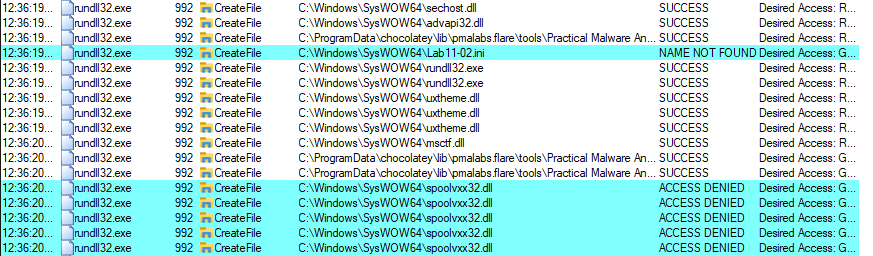 12:36:19... rundll32.exe 992 CreateFile C:\Windows\SysWOW64\sechost.dll SUCCESS Desired Access: R...
12:36:19... rundll32.exe 992 CreateFile C:\Windows\SysWOW64\advapi32.dll SUCCESS Desired Access: R...
12:36:19... rundll32.exe 992 CreateFile C:\ProgramData\chocolatey\lib\pmalabs.flare\tools\Practical Malware An... SUCCESS Desired Access: R...
12:36:19... rundll32.exe 992 CreateFile C:\Windows\SysWOW64\Lab11-02.ini NAME NOT FOUND Desired Access: G...
12:36:19... rundll32.exe 992 CreateFile C:\Windows\SysWOW64\rundll32.exe SUCCESS Desired Access: R...
12:36:19... rundll32.exe 992 CreateFile C:\Windows\SysWOW64\rundll32.exe SUCCESS Desired Access: R...
12:36:19... rundll32.exe 992 CreateFile C:\Windows\SysWOW64\uxtheme.dll SUCCESS Desired Access: R...
12:36:19... rundll32.exe 992 CreateFile C:\Windows\SysWOW64\uxtheme.dll SUCCESS Desired Access: R...
12:36:19... rundll32.exe 992 CreateFile C:\Windows\SysWOW64\uxtheme.dll SUCCESS Desired Access: R...
12:36:20... rundll32.exe 992 CreateFile C:\Windows\SysWOW64\msctf.dll SUCCESS Desired Access: R...
12:36:20... rundll32.exe 992 CreateFile C:\ProgramData\chocolatey\lib\pmalabs.flare\tools\Practical Malware An... SUCCESS Desired Access: G...
12:36:20... rundll32.exe 992 CreateFile C:\ProgramData\chocolatey\lib\pmalabs.flare\tools\Practical Malware An... SUCCESS Desired Access: G...
12:36:20... rundll32.exe 992 CreateFile C:\Windows\SysWOW64\spoolvxx32.dll ACCESS DENIED Desired Access: G...
12:36:20... rundll32.exe 992 CreateFile C:\Windows\SysWOW64\spoolvxx32.dll ACCESS DENIED Desired Access: G...
12:36:20... rundll32.exe 992 CreateFile C:\Windows\SysWOW64\spoolvxx32.dll ACCESS DENIED Desired Access: G...
12:36:20... rundll32.exe 992 CreateFile C:\Windows\SysWOW64\spoolvxx32.dll ACCESS DENIED Desired Access: G...
12:36:20... rundll32.exe 992 CreateFile C:\Windows\SysWOW64\spoolvxx32.dll ACCESS DENIED Desired Access: G...